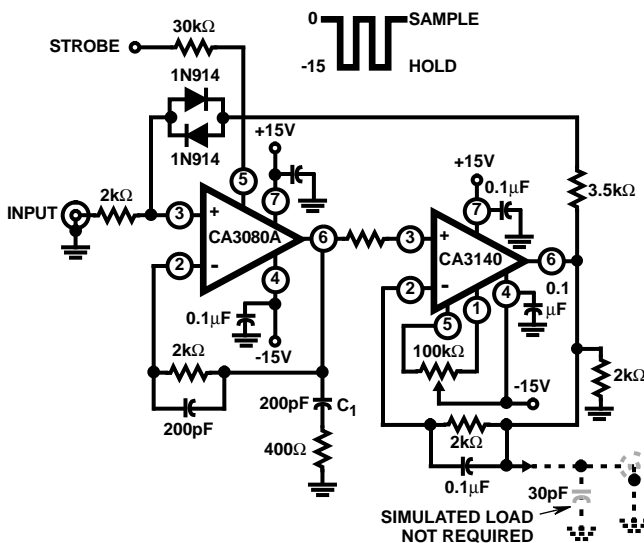 0 SAMPLE
-15 HOLD
STROBE
30kΩ
1N914
1N914
+15V
+15V
0.1µF
3.5kΩ
INPUT
2kΩ
5
7
7
3
+
CA3080A
6
3
+
CA3140
6
2
-
4
2
-
5
1
4
0.1
µF
0.1µF
-15V
100kΩ
-15V
2kΩ
2kΩ
200pF
200pF
C1
400Ω
2kΩ
0.1µF
30pF
SIMULATED LOAD
NOT REQUIRED